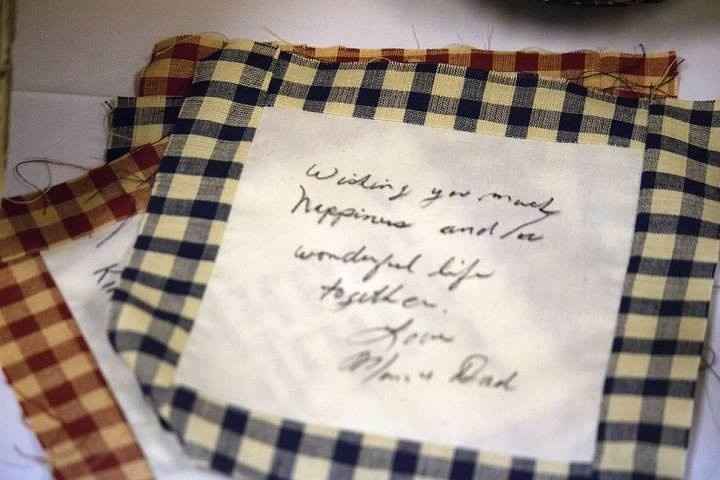 Wishing you much
happiness and a
wonderful life
together.
Love
Mom & Dad